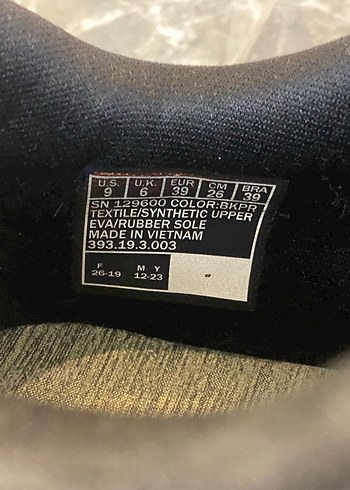 U.S. U.K. EUR CM BRA
9 6 39 26 39
SN 129600 COLOR:BKPR
TEXTILE/SYNTHETIC UPPER
EVA/RUBBER SOLE
MADE IN VIETNAM
393.19.3.003
F M Y
26-19 12-23